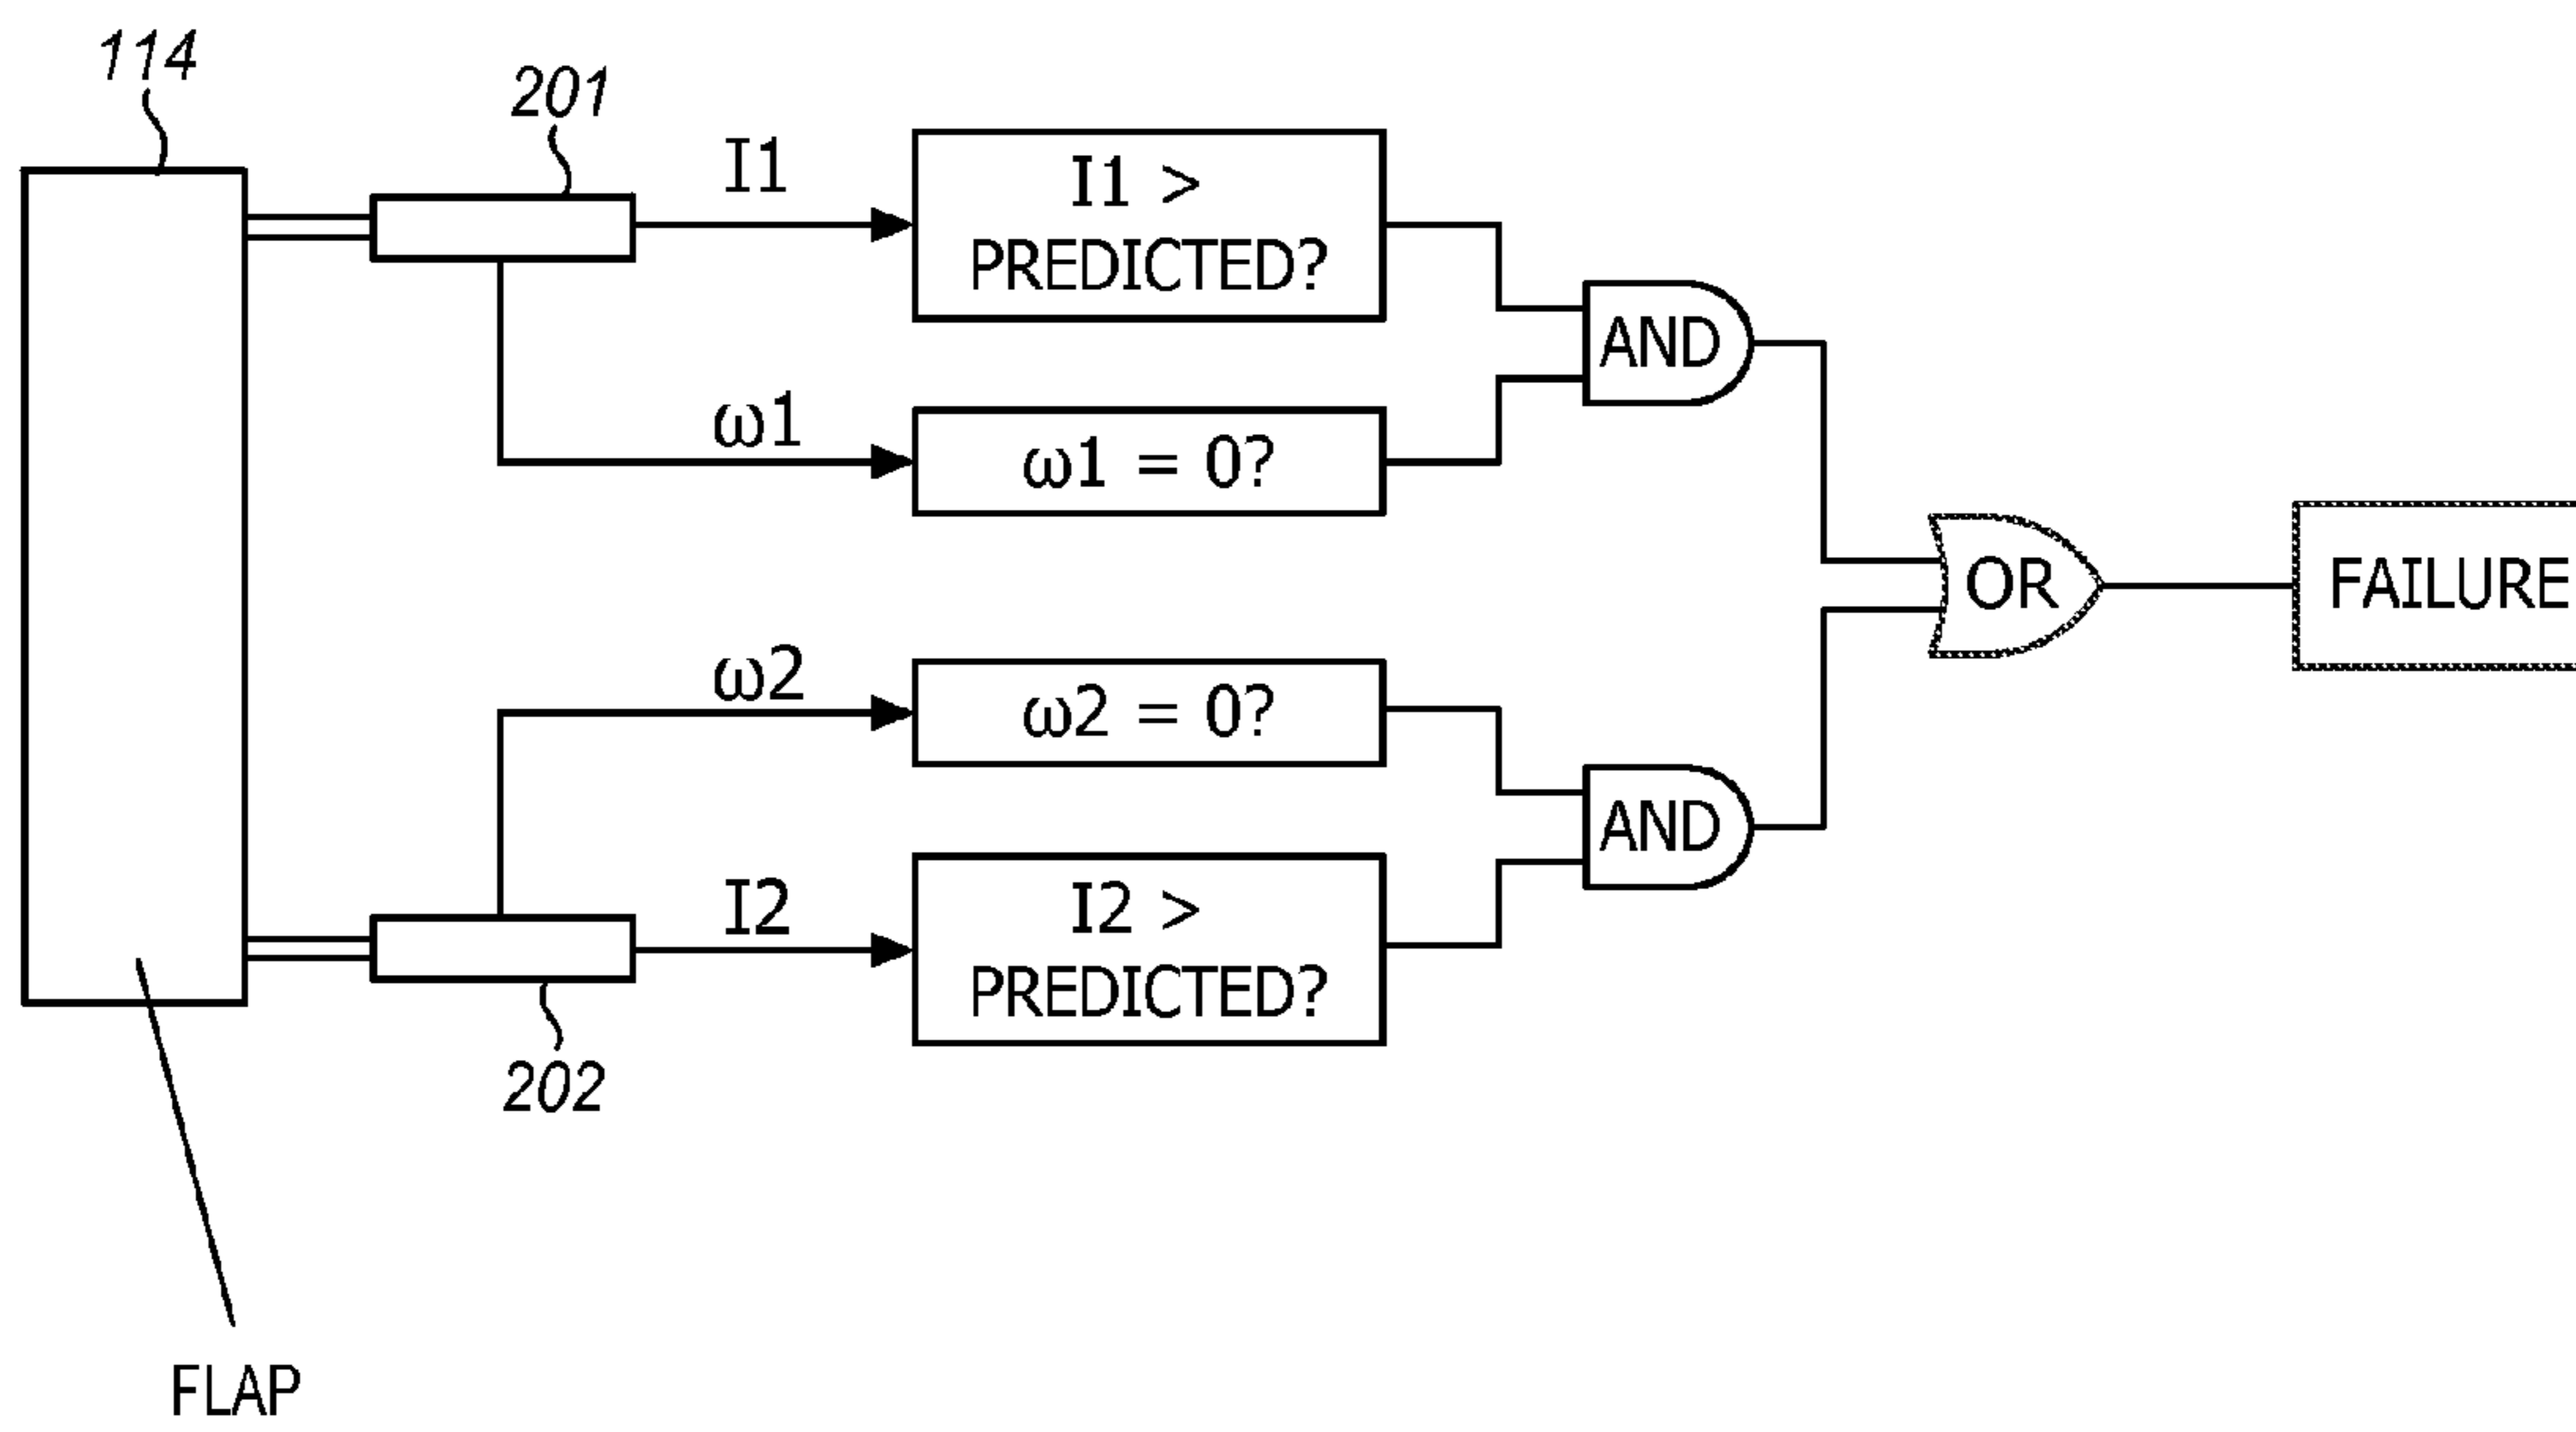 114
201
I1
I1 >
PREDICTED?
AND
ω1
ω1 = 0?
OR
FAILURE
ω2
ω2 = 0?
AND
I2
I2 >
PREDICTED?
202
FLAP